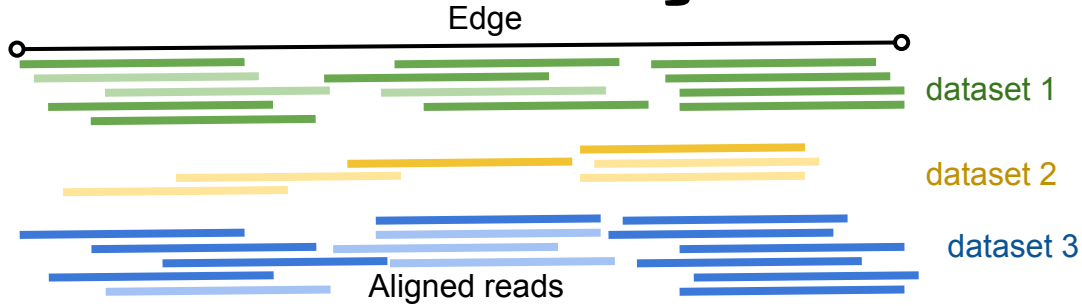 Edge
dataset 1
dataset 2
dataset 3
Aligned reads